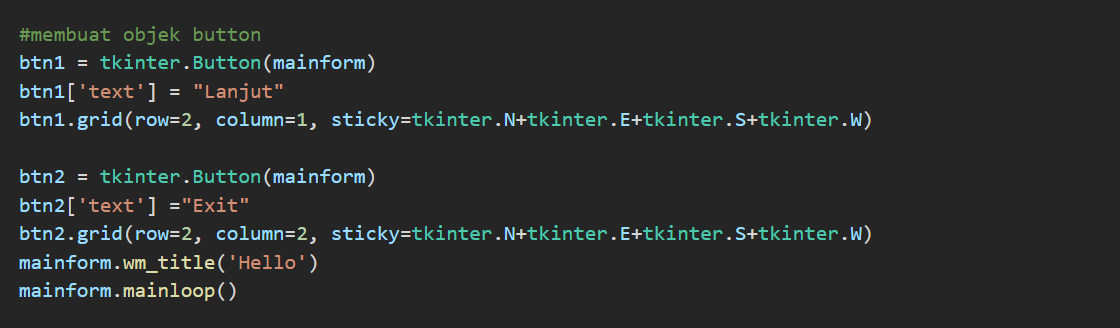 #membuat objek button
btn1 = tkinter.Button(mainform)
btn1['text'] = "Lanjut"
btn1.grid(row=2, column=1, sticky=tkinter.N+tkinter.E+tkinter.S+tkinter.W)
btn2 = tkinter.Button(mainform)
btn2['text'] ="Exit"
btn2.grid(row=2, column=2, sticky=tkinter.N+tkinter.E+tkinter.S+tkinter.W)
mainform.wm_title('Hello')
mainform.mainloop()